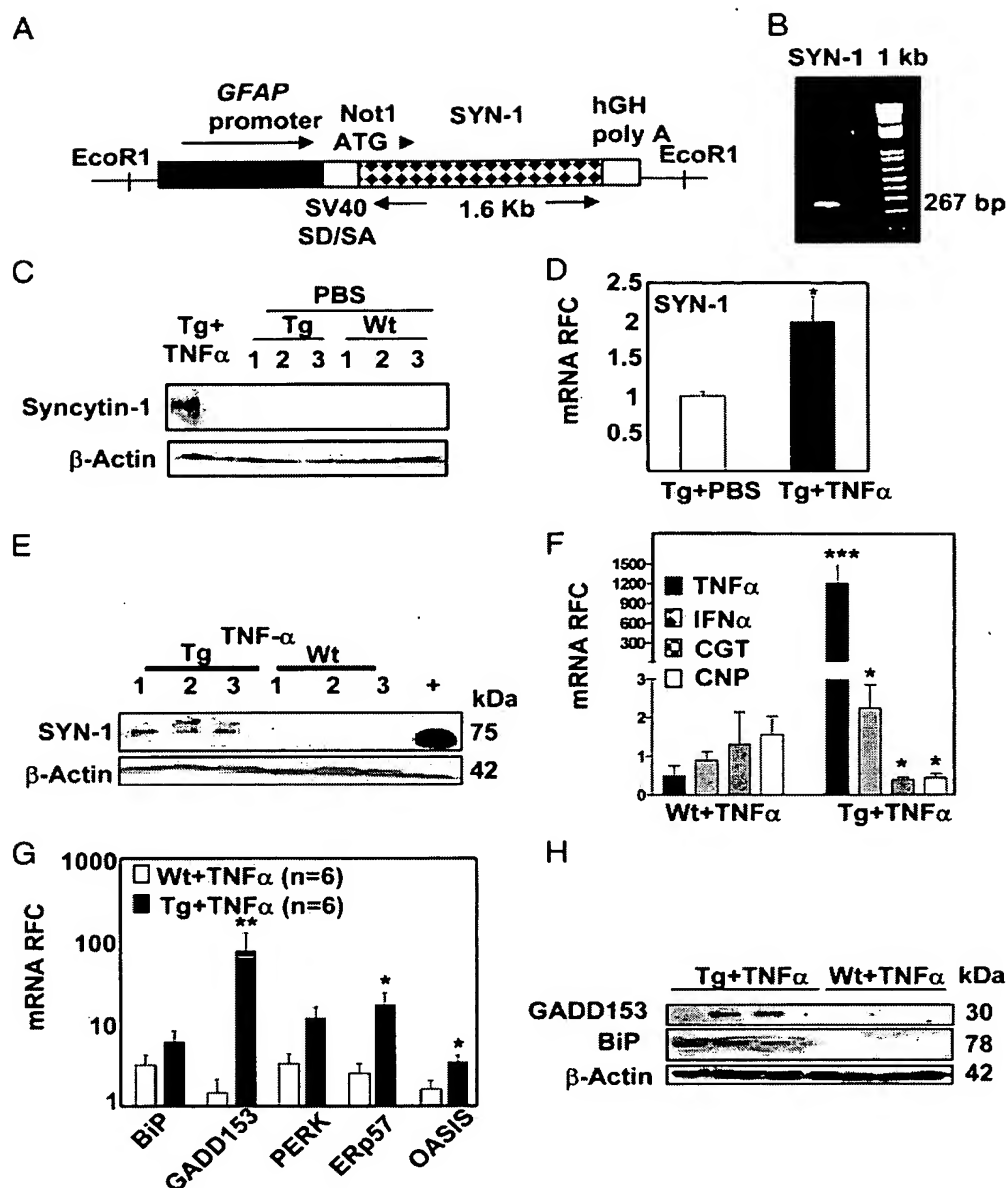 A
GFAP
promoter
Not1
ATG
SYN-1
hGH
poly A
EcoR1
EcoR1
SV40
SD/SA
1.6 Kb
B
SYN-1 1 kb
267 bp
C
PBS
Tg+
TNFα
Tg
Wt
1 2 3 1 2 3
Syncytin-1
β-Actin
D
2.5
2
1.5
1
0.5
mRNA RFC
SYN-1
*
Tg+PBS
Tg+TNFα
E
TNF-α
Tg
Wt
1 2 3 1 2 3 +
kDa
SYN-1
75
β-Actin
42
F
mRNA RFC
1500
1200
900
600
300
3
2
1
0
TNFα
IFNα
CGT
CNP
***
*
*
*
Wt+TNFα
Tg+TNFα
G
mRNA RFC
1000
100
10
1
Wt+TNFα (n=6)
Tg+TNFα (n=6)
**
*
*
BiP
GADD153
PERK
ERp57
OASIS
H
Tg+TNFα Wt+TNFα kDa
GADD153
30
BiP
78
β-Actin
42